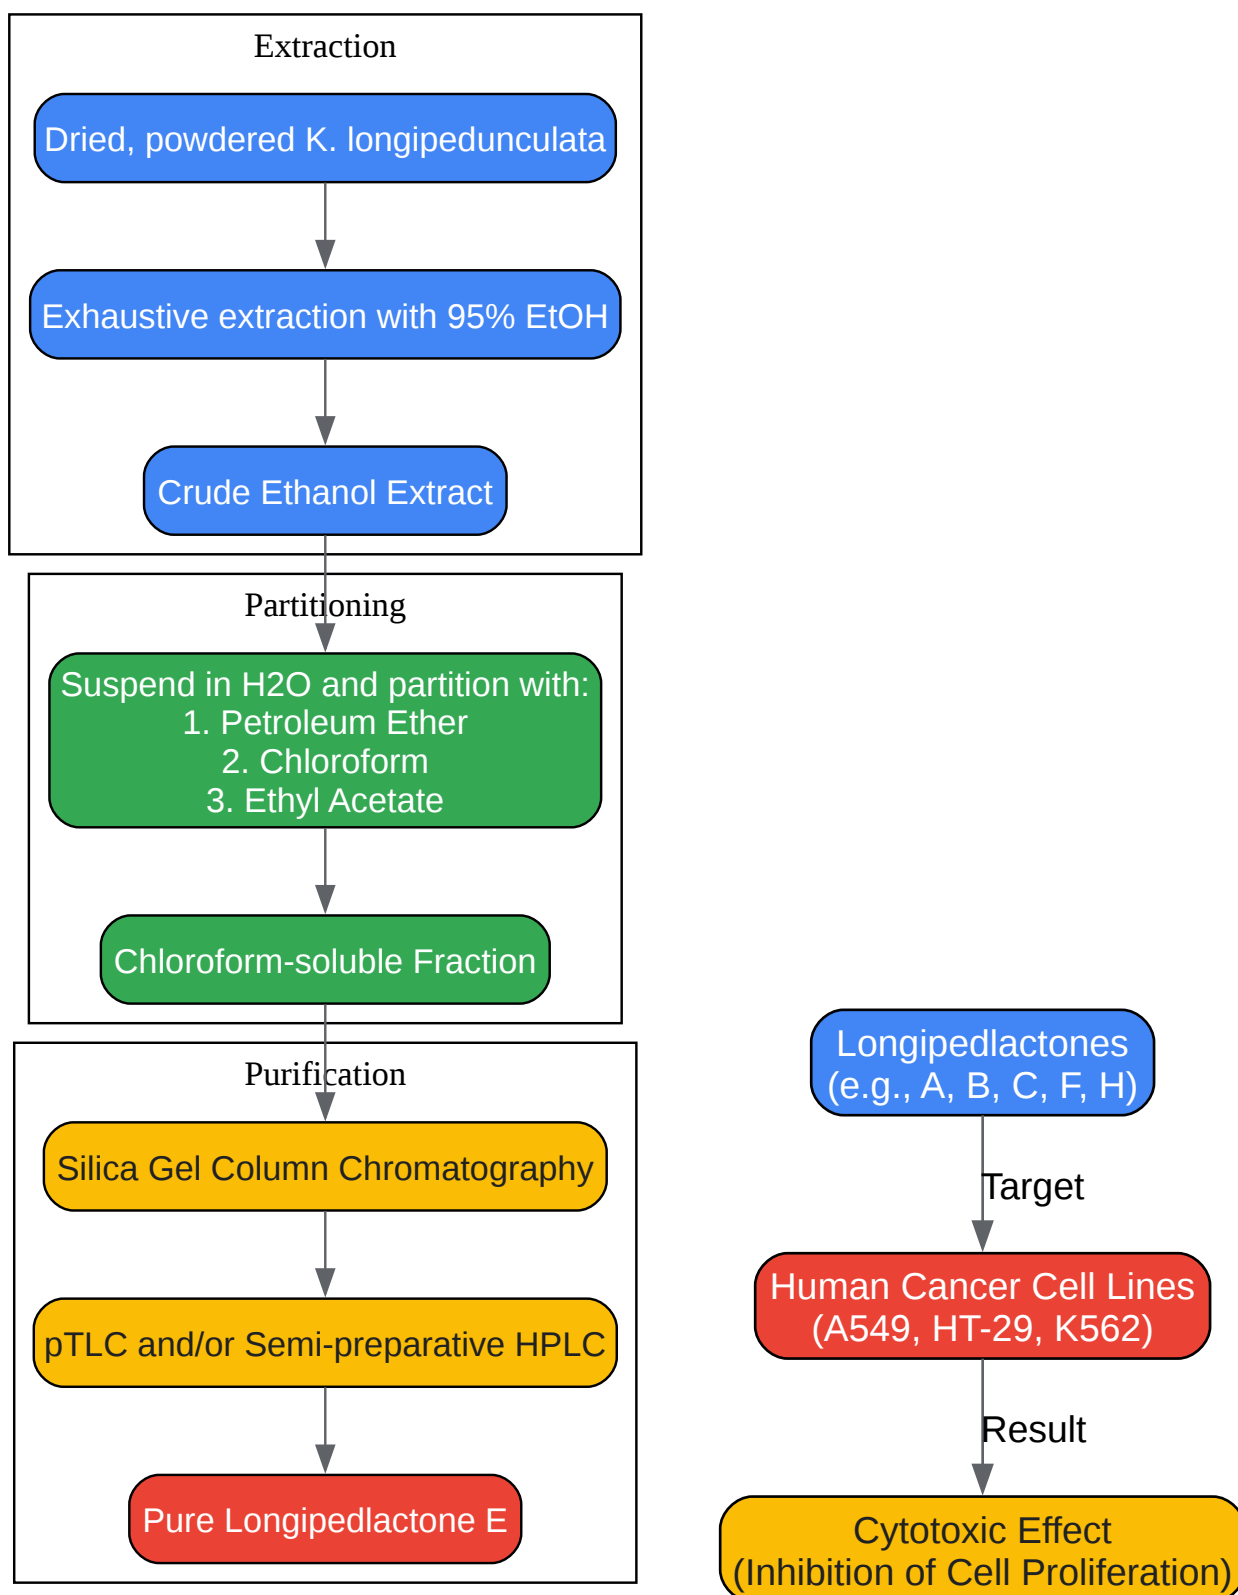 Extraction
Dried, powdered K. longipedunculata
Exhaustive extraction with 95% EtOH
Crude Ethanol Extract
Partitioning
Suspend in H2O and partition with:
1. Petroleum Ether
2. Chloroform
3. Ethyl Acetate
Chloroform-soluble Fraction
Purification
Silica Gel Column Chromatography
pTLC and/or Semi-preparative HPLC
Pure Longipedlactone E
Longipedlactones
(e.g., A, B, C, F, H)
Target
Human Cancer Cell Lines
(A549, HT-29, K562)
Result
Cytotoxic Effect
(Inhibition of Cell Proliferation)